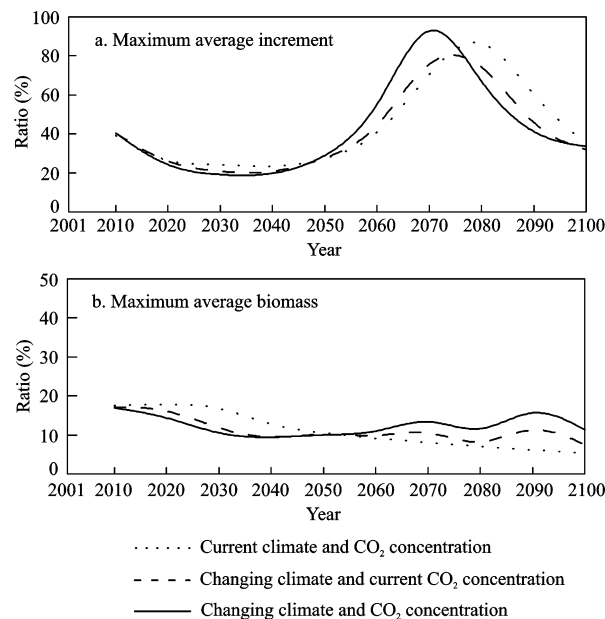 100
a. Maximum average increment
80
60
40
20
0
Ratio (%)
2001 2010 2020 2030 2040 2050 2060 2070 2080 2090 2100
Year
50
b. Maximum average biomass
40
30
20
10
0
Ratio (%)
2001 2010 2020 2030 2040 2050 2060 2070 2080 2090 2100
Year
Current climate and CO₂ concentration
Changing climate and current CO₂ concentration
Changing climate and CO₂ concentration